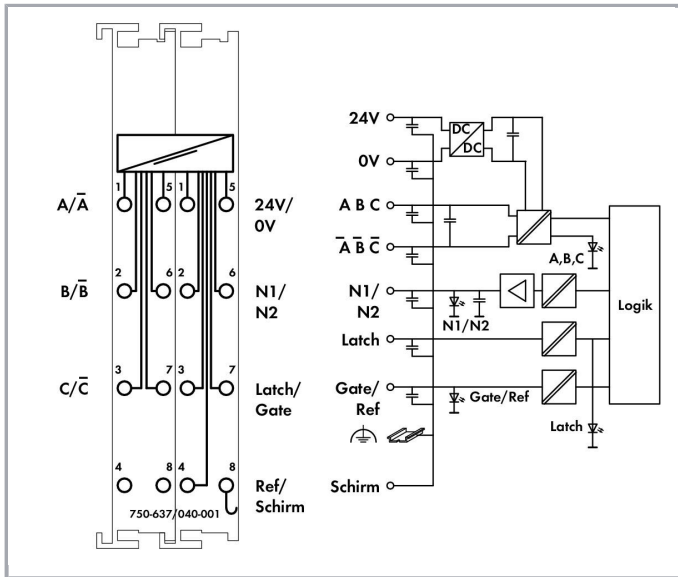 1 5 1 5
A/A̅
24V/
0V
2 6 2 6
B/B̅
N1/
N2
3 7 3 7
C/C̅
Latch/
Gate
4 8 4 8
Ref/
Schirm
750-637/040-001
24V
DC
DC
0V
A B C
A̅ B̅ C̅
A,B,C
N1/
N2
N1/N2
Logik
Latch
Gate/
Ref
Gate/Ref
Latch
Schirm